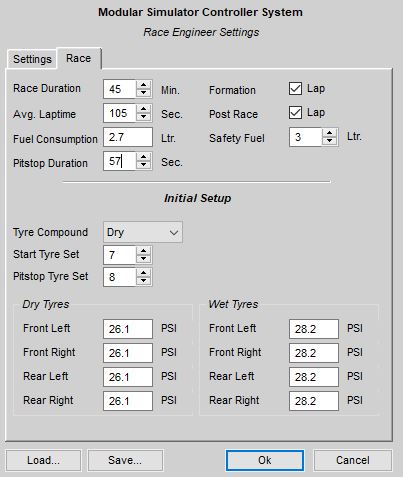 Modular Simulator Controller System
Race Engineer Settings
Settings Race
Race Duration 45 Min. Formation Lap
Avg. Laptime 105 Sec. Post Race Lap
Fuel Consumption 2.7 Ltr. Safety Fuel 3 Ltr.
Pitstop Duration 57 Sec.
Initial Setup
Tyre Compound Dry
Start Tyre Set 7
Pitstop Tyre Set 8
Dry Tyres Wet Tyres
Front Left 26.1 PSI Front Left 28.2 PSI
Front Right 26.1 PSI Front Right 28.2 PSI
Rear Left 26.1 PSI Rear Left 28.2 PSI
Rear Right 26.1 PSI Rear Right 28.2 PSI
Load... Save... Ok Cancel